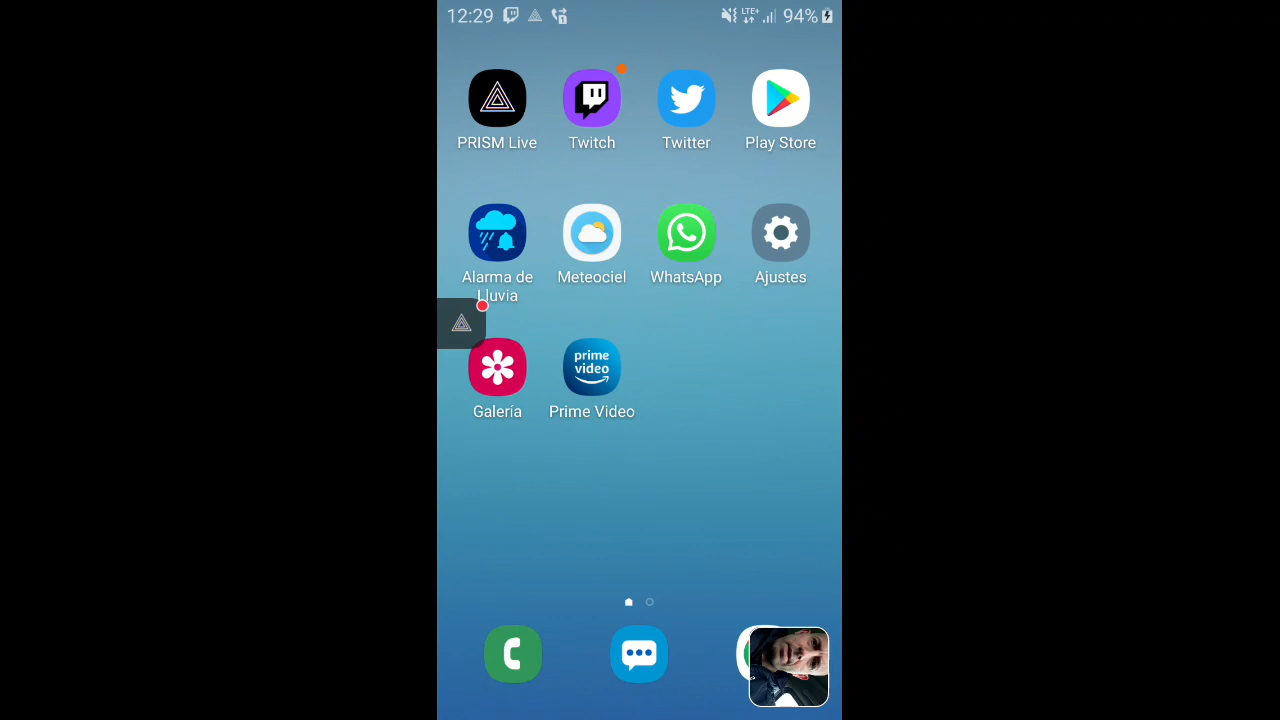 12:29 LTE+ 94%
PRISM Live Twitch Twitter Play Store
Alarma de Lluvia Meteociel WhatsApp Ajustes
prime video
Galería Prime Video